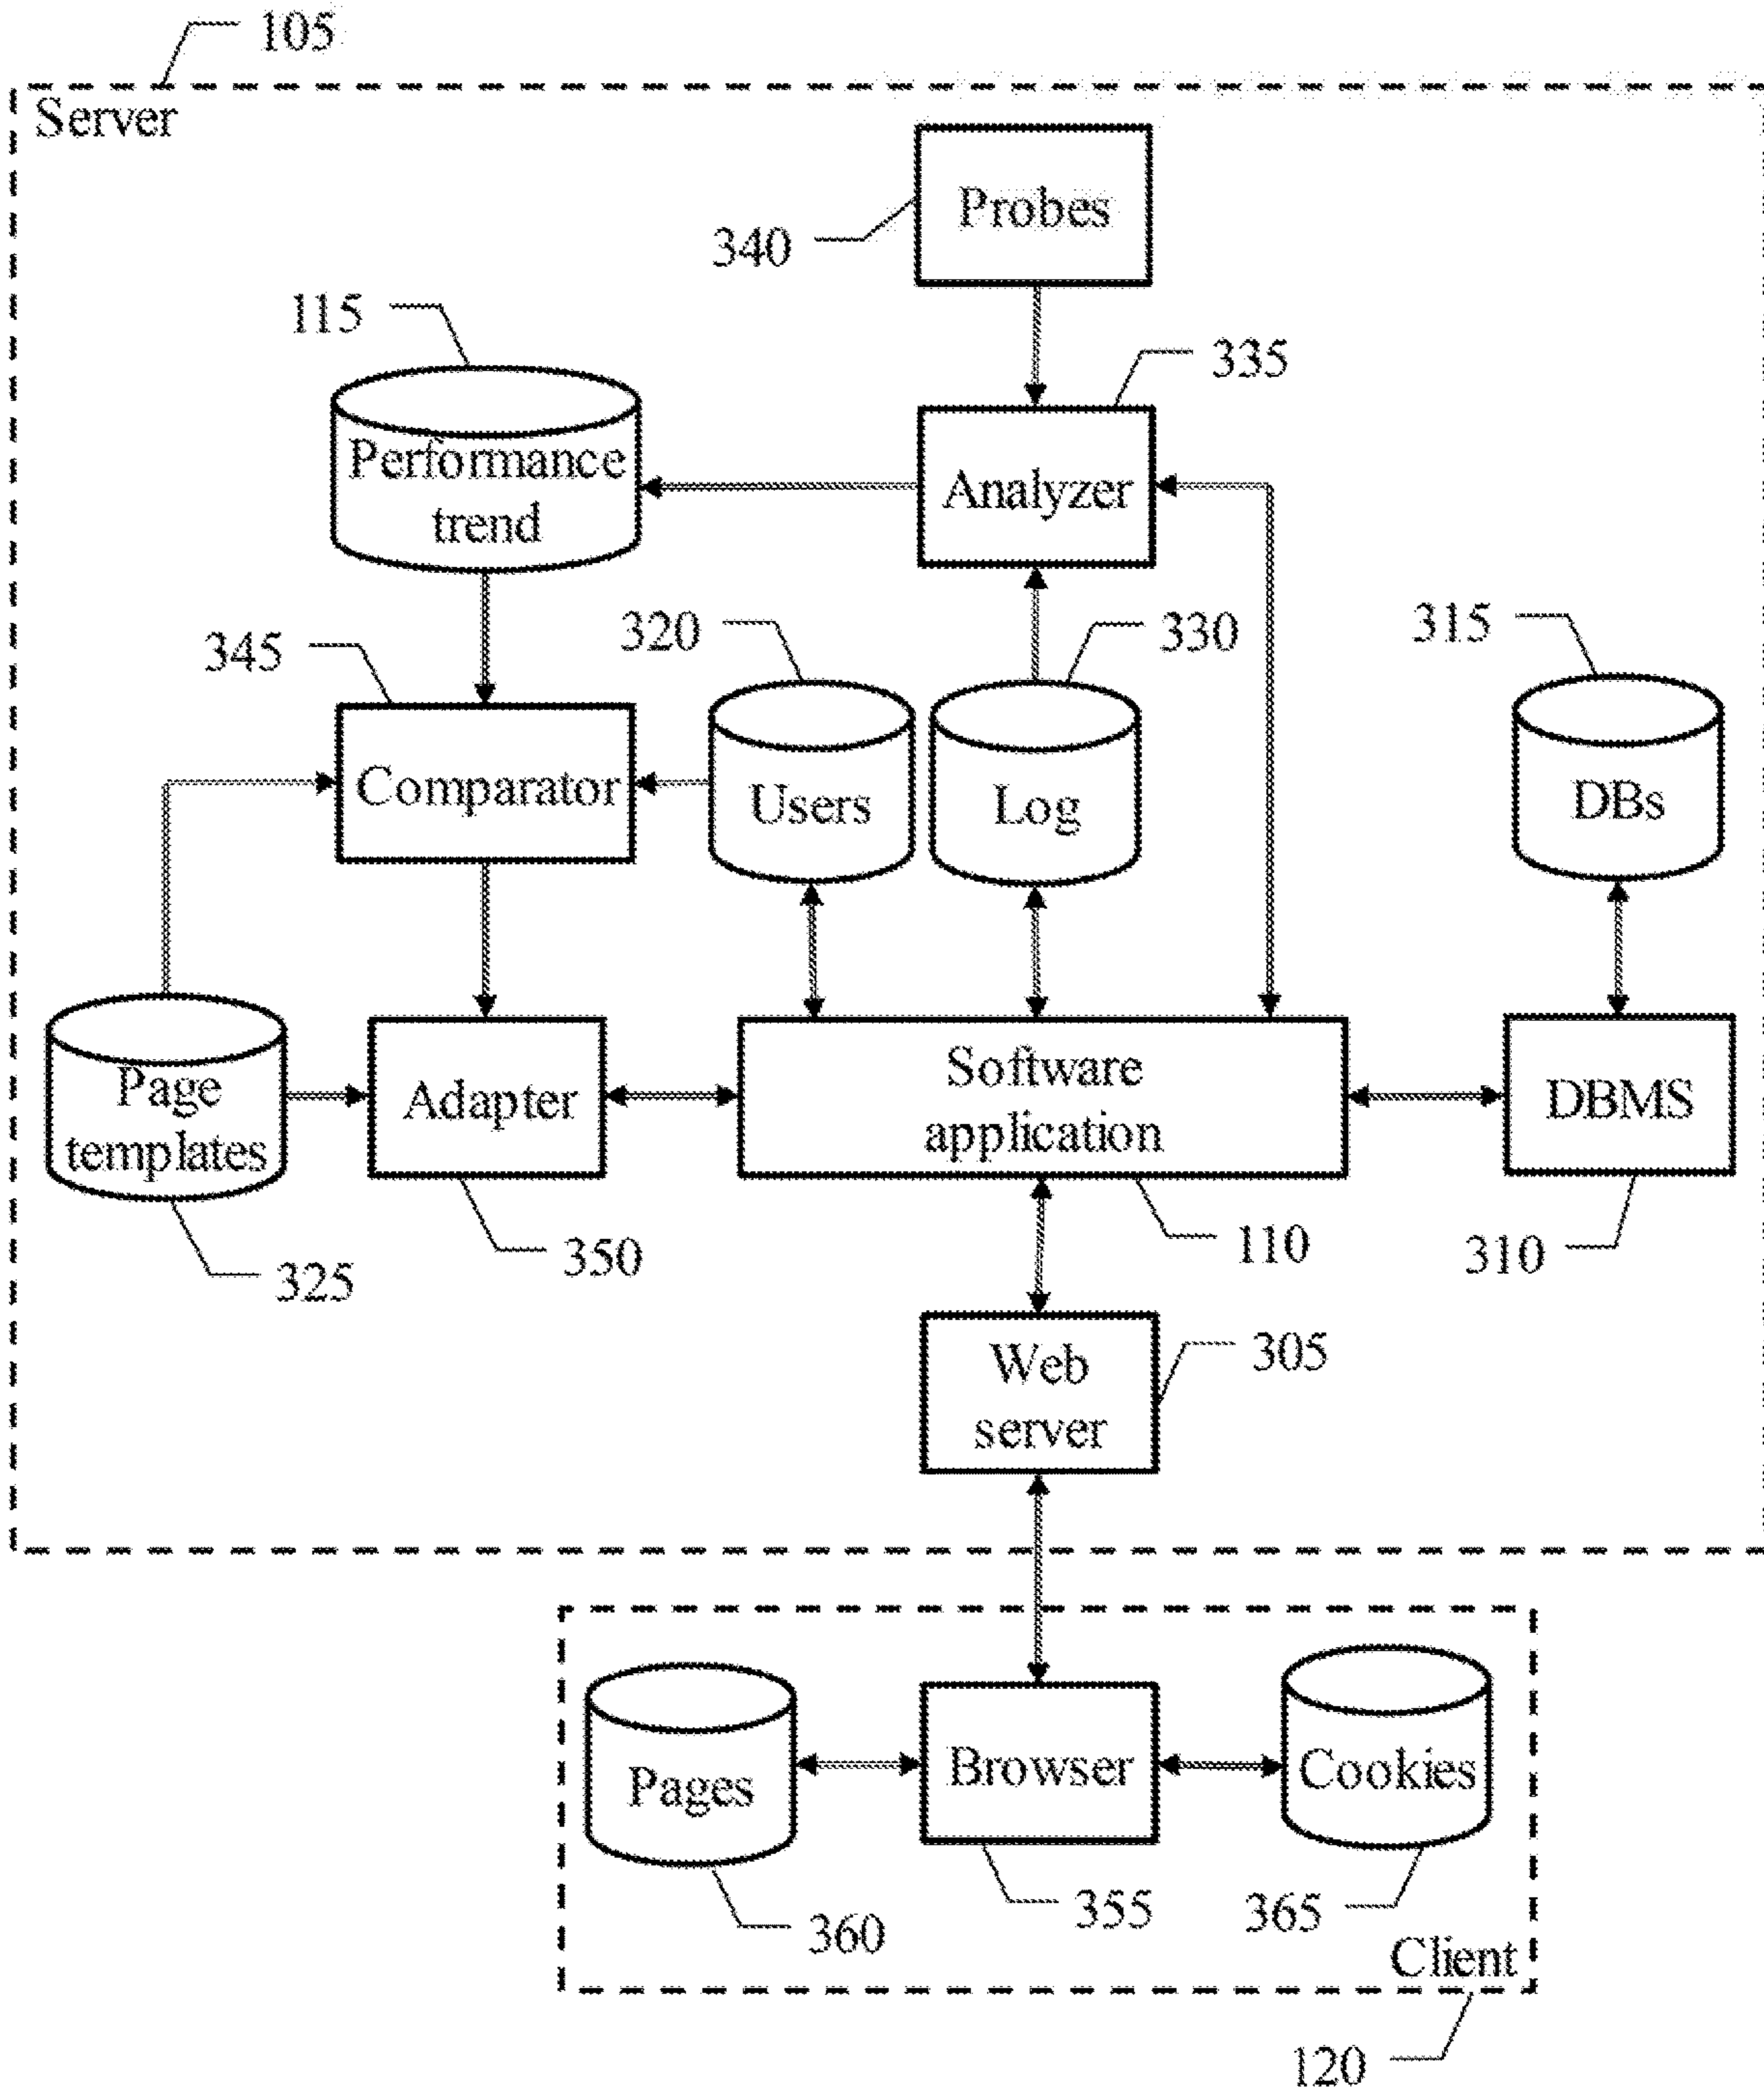 105
Server
Probes
340
115
335
Performance
trend
Analyzer
320
330
315
345
Comparator
Users
Log
DBs
Page
templates
Adapter
Software
application
DBMS
325
350
110
310
Web
server
305
Pages
Browser
Cookies
360
355
365
Client
120